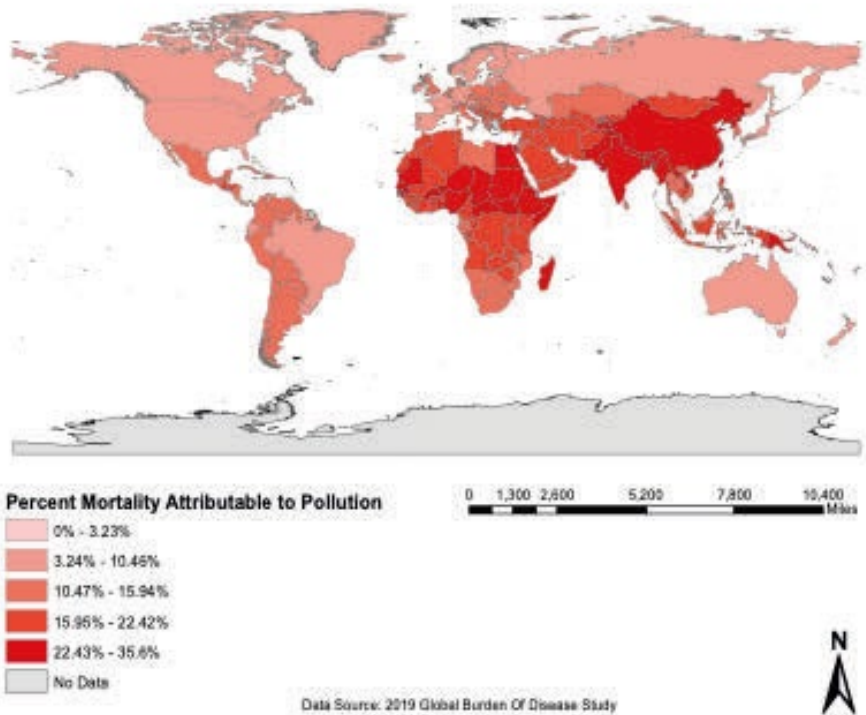 Percent Mortality Attributable to Pollution
0% - 3.23%
3.24% - 10.46%
10.47% - 15.94%
15.95% - 22.42%
22.43% - 35.6%
No Data
0 1,300 2,600 5,200 7,800 10,400
Miles
N
Data Source: 2019 Global Burden Of Disease Study